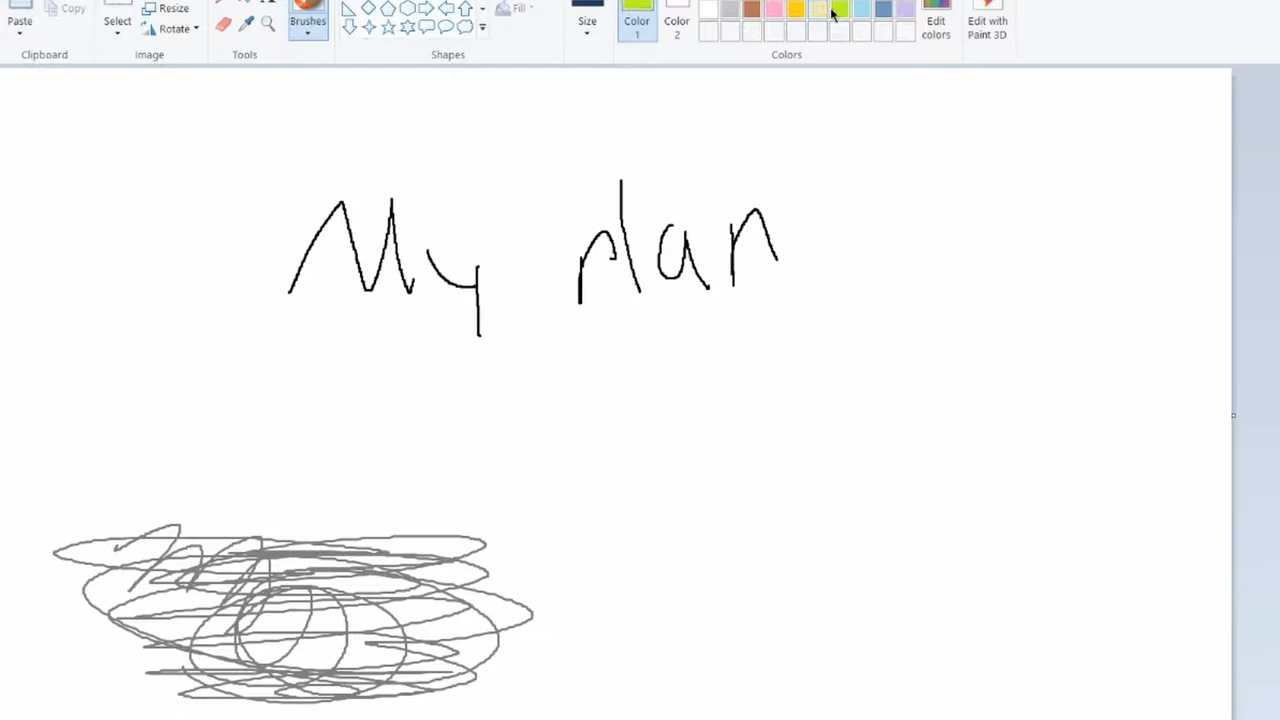 Paste
Copy
Clipboard
Select
Resize
Rotate
Image
Tools
Brushes
Shapes
Fill
Size
Color
1
Color
2
Colors
Edit
colors
Edit with
Paint 3D
My plan